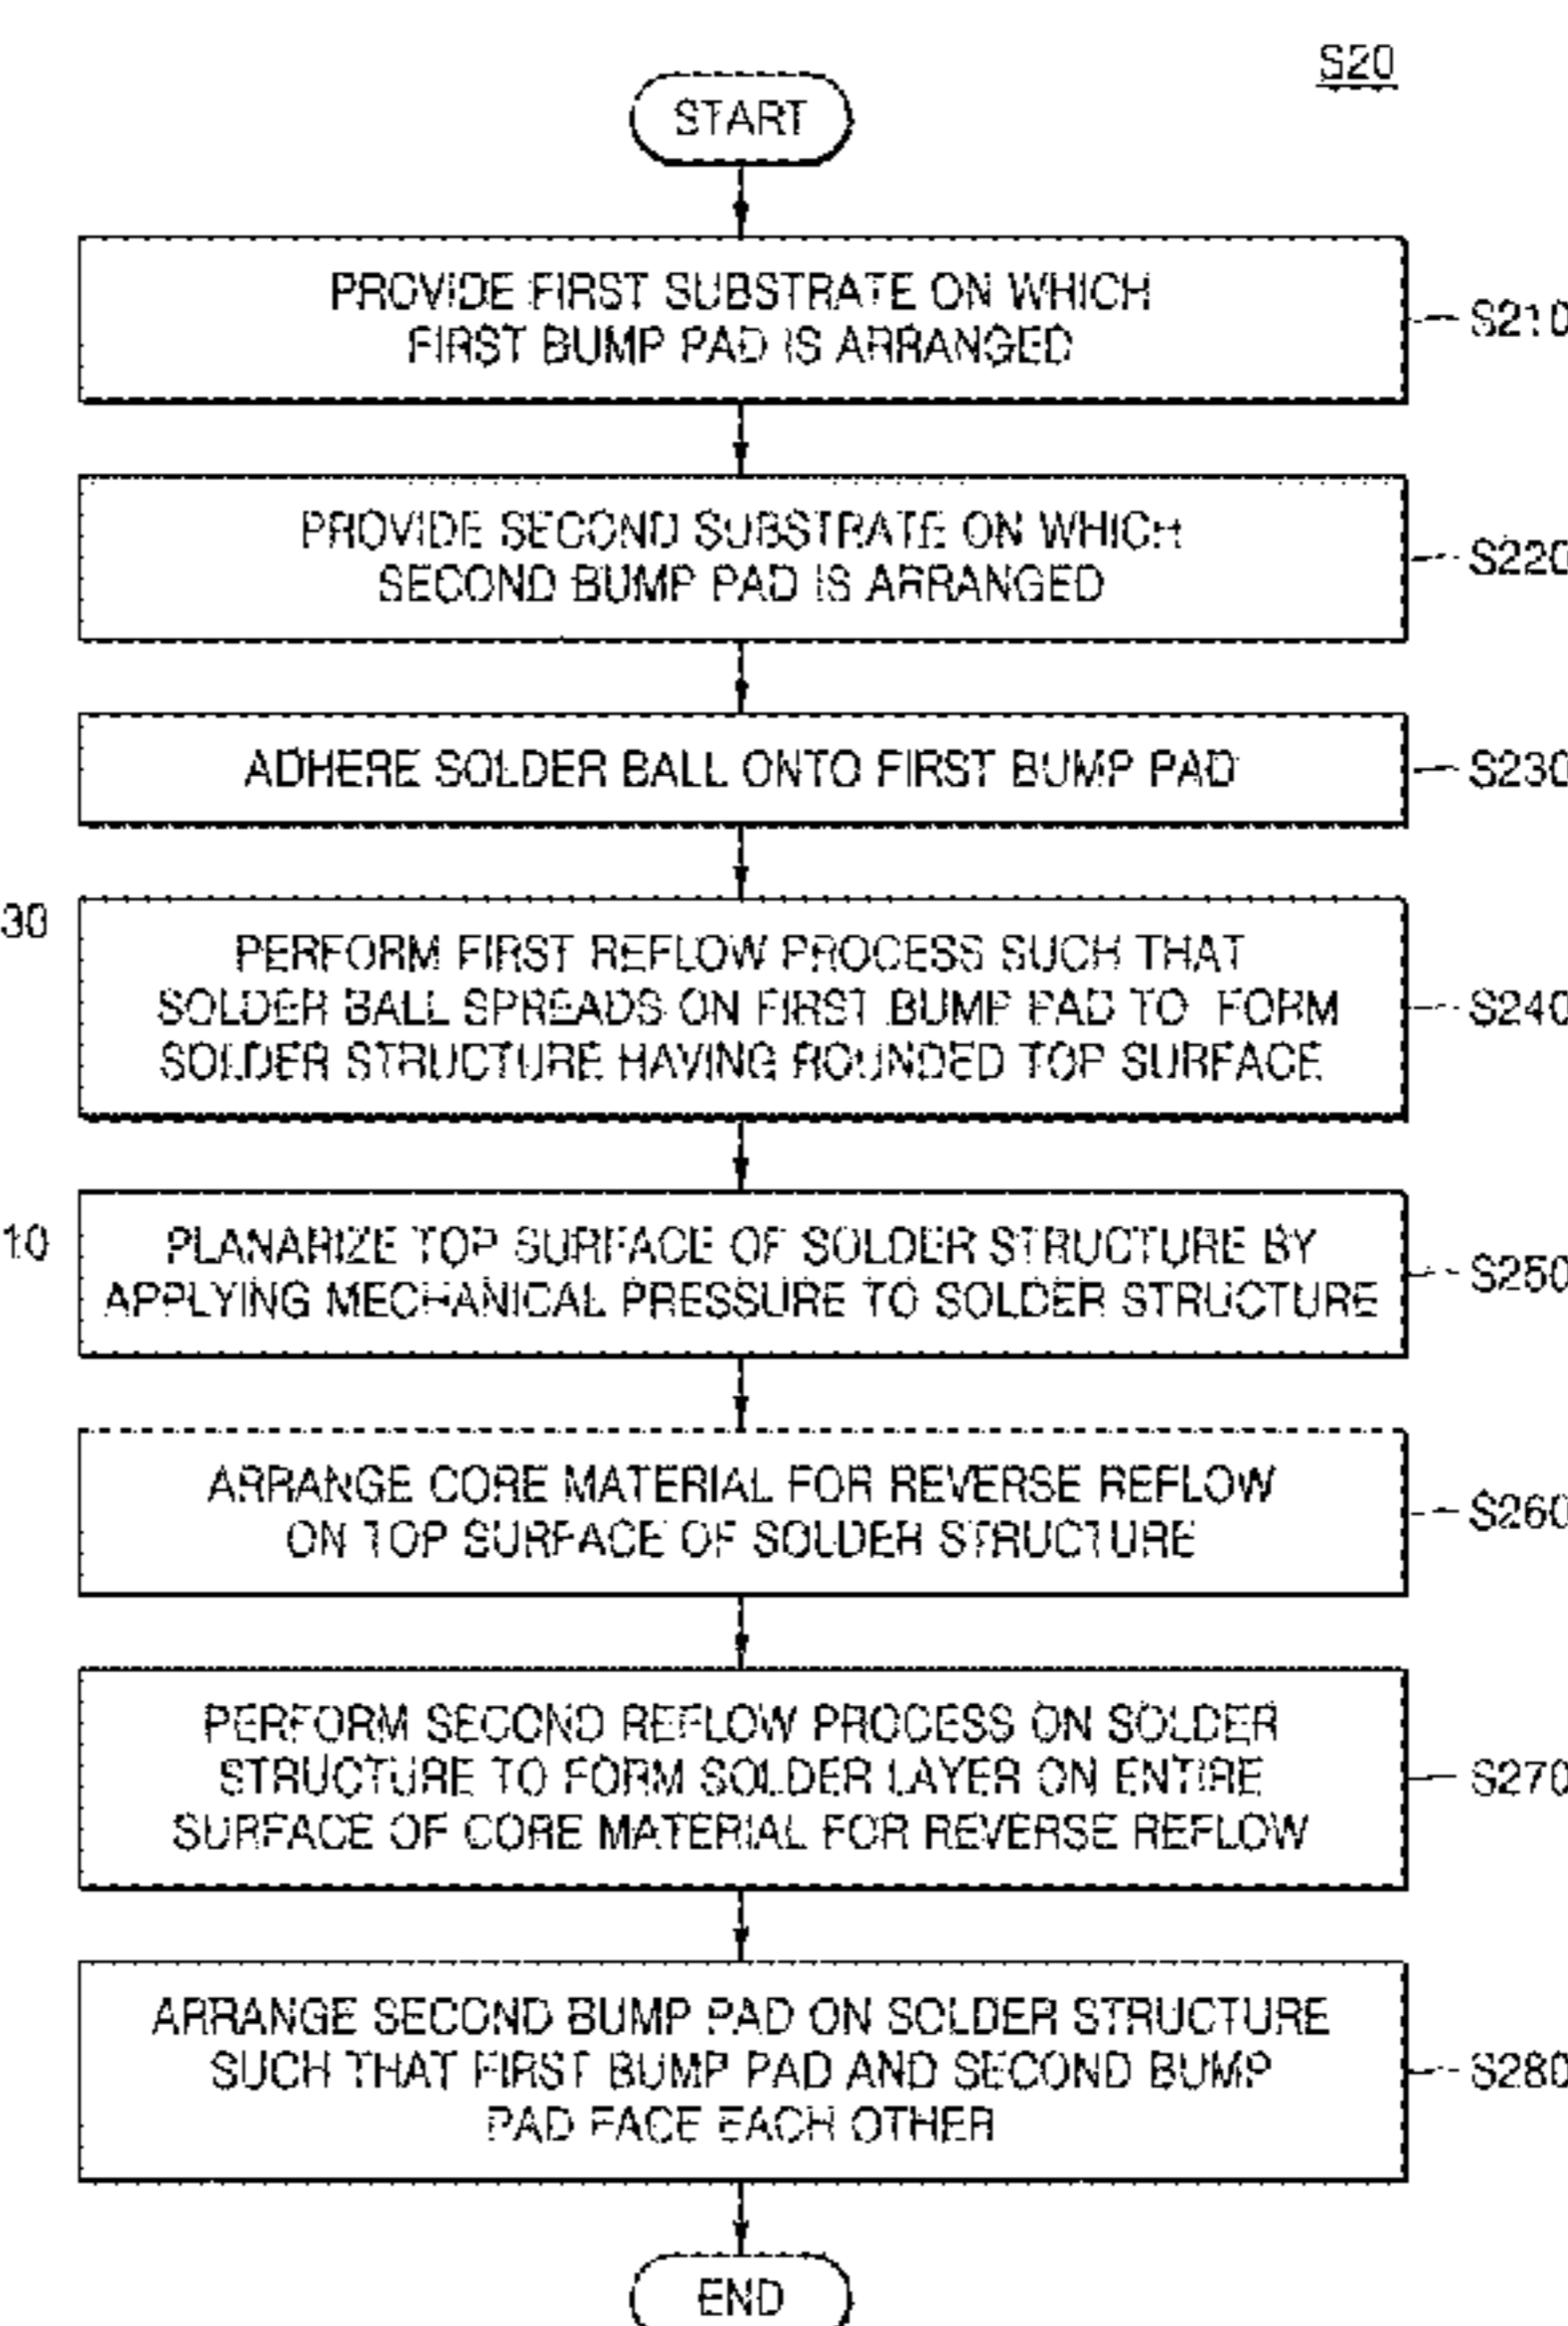 S20
START
PROVIDE FIRST SUBSTRATE ON WHICH
FIRST BUMP PAD IS ARRANGED
S210
PROVIDE SECOND SUBSTRATE ON WHICH
SECOND BUMP PAD IS ARRANGED
S220
ADHERE SOLDER BALL ONTO FIRST BUMP PAD
S230
30
PERFORM FIRST REFLOW PROCESS SUCH THAT
SOLDER BALL SPREADS ON FIRST BUMP PAD TO FORM
SOLDER STRUCTURE HAVING ROUNDED TOP SURFACE
S240
10
PLANARIZE TOP SURFACE OF SOLDER STRUCTURE BY
APPLYING MECHANICAL PRESSURE TO SOLDER STRUCTURE
S250
ARRANGE CORE MATERIAL FOR REVERSE REFLOW
ON TOP SURFACE OF SOLDER STRUCTURE
S260
PERFORM SECOND REFLOW PROCESS ON SOLDER
STRUCTURE TO FORM SOLDER LAYER ON ENTIRE
SURFACE OF CORE MATERIAL FOR REVERSE REFLOW
S270
ARRANGE SECOND BUMP PAD ON SOLDER STRUCTURE
SUCH THAT FIRST BUMP PAD AND SECOND BUMP
PAD FACE EACH OTHER
S280
END